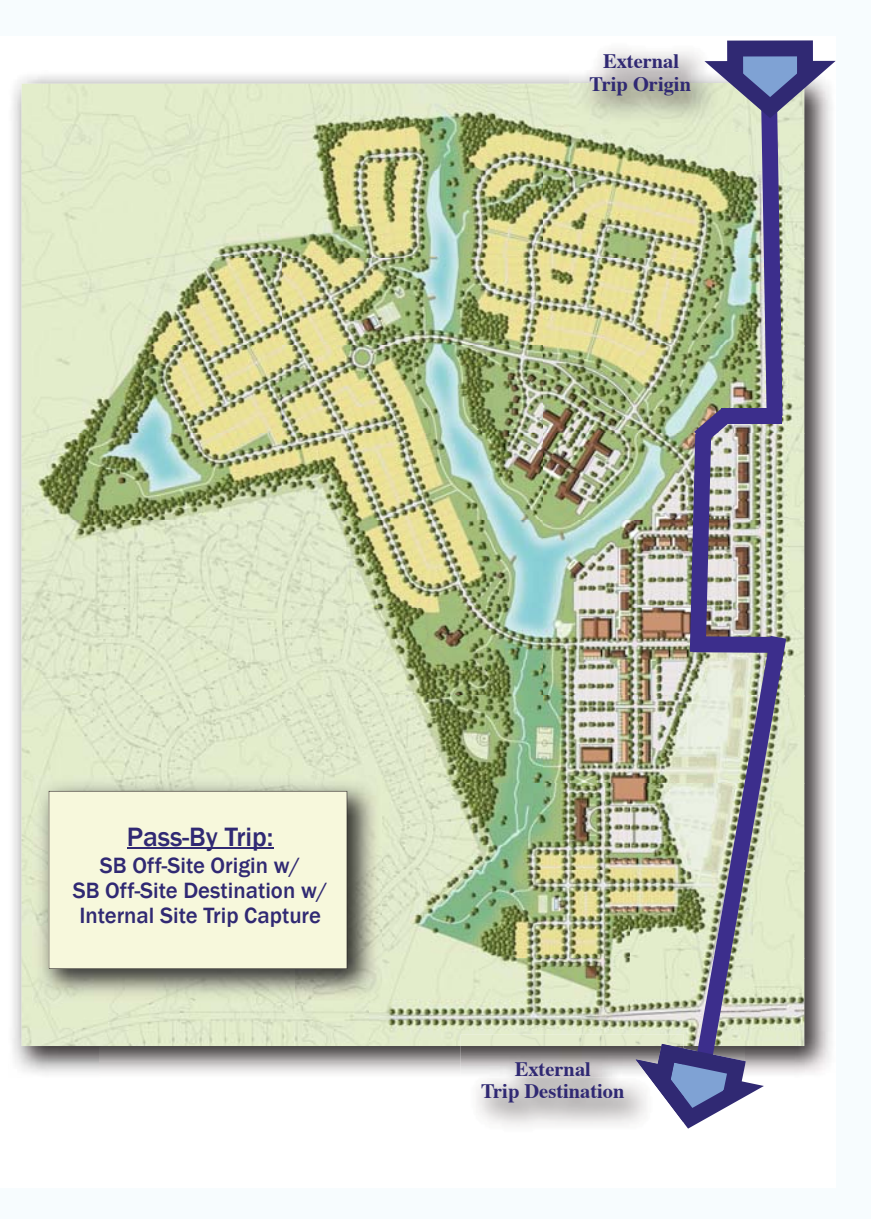 External
Trip Origin
Pass-By Trip:
SB Off-Site Origin w/
SB Off-Site Destination w/
Internal Site Trip Capture
External
Trip Destination